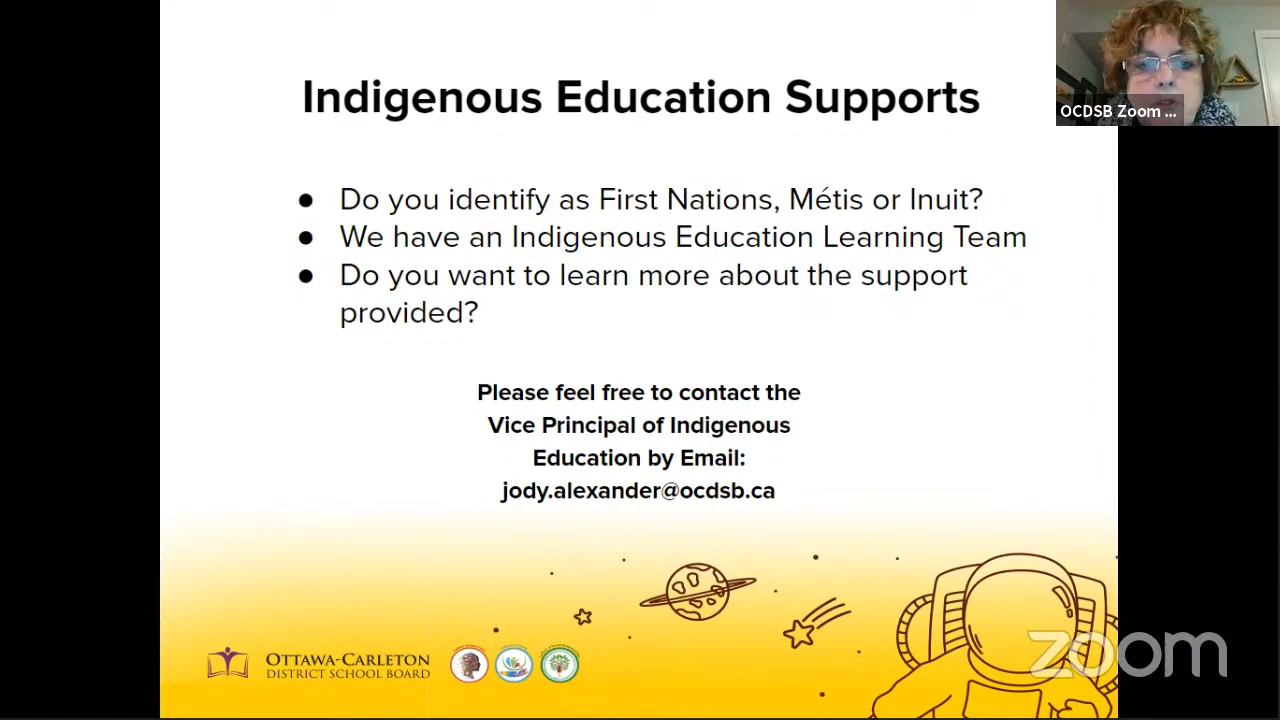 Indigenous Education Supports
OCDSB Zoom ...
● Do you identify as First Nations, Métis or Inuit?
● We have an Indigenous Education Learning Team
● Do you want to learn more about the support
provided?
Please feel free to contact the
Vice Principal of Indigenous
Education by Email:
jody.alexander@ocdsb.ca
OTTAWA-CARLETON
DISTRICT SCHOOL BOARD
zoom